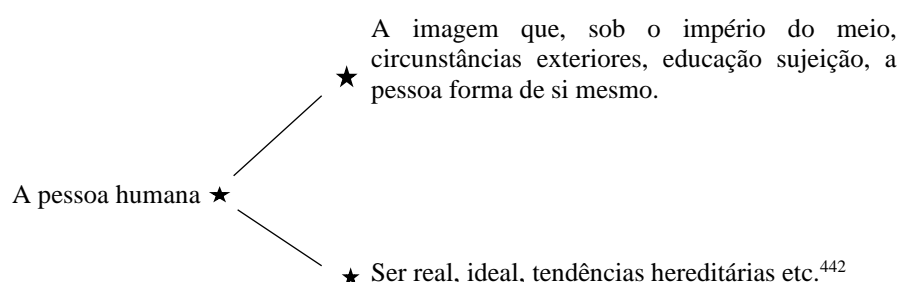 A imagem que, sob o império do meio,
circunstâncias exteriores, educação sujeição, a
pessoa forma de si mesmo.
A pessoa humana ★
★ Ser real, ideal, tendências hereditárias etc.⁴⁴²